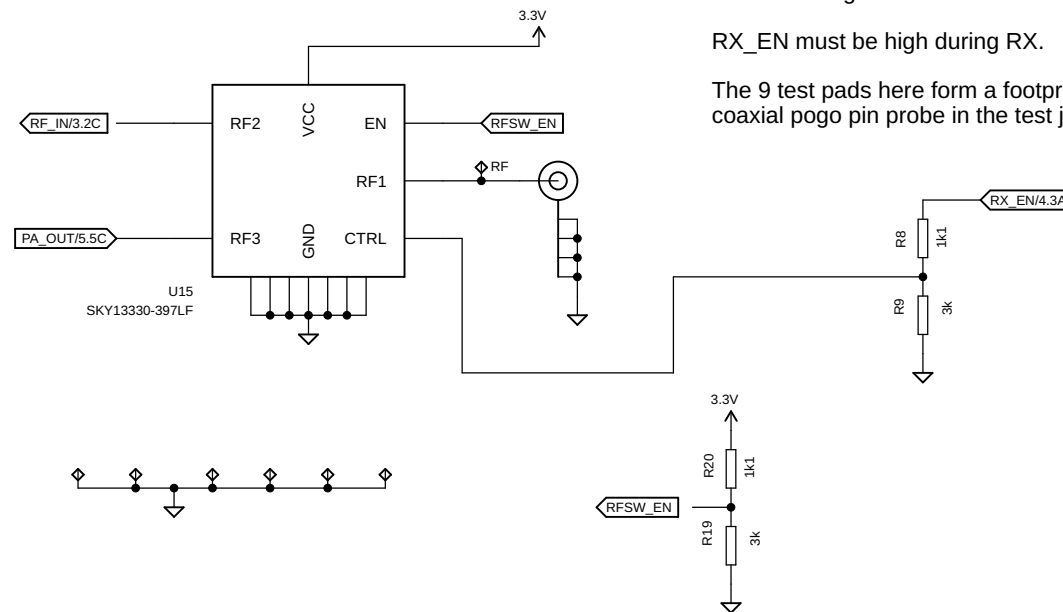 RX_EN must be high during RX.
The 9 test pads here form a
coaxial pogo pin probe in the test
3.3V
RF_IN/3.2C
RF2
VCC
EN
RFSW_EN
RF1
RF
RX_EN/4.3A
PA_OUT/5.5C
RF3
GND
CTRL
R8
1k1
U15
SKY13330-397LF
R9
3k
3.3V
R20
1k1
RFSW_EN
R19
3k